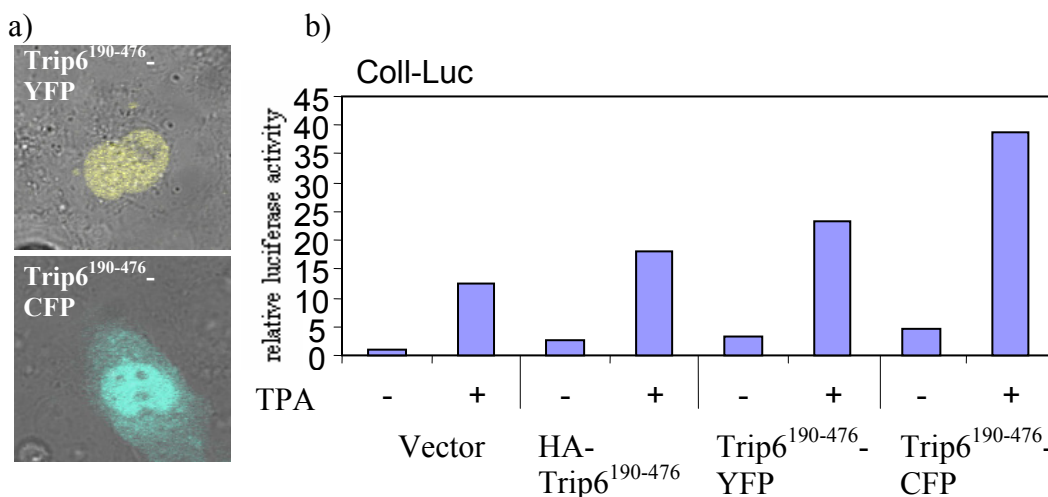 a)
Trip6¹⁹⁰⁻⁴⁷⁶-
YFP
Trip6¹⁹⁰⁻⁴⁷⁶-
CFP
b)
Coll-Luc
relative luciferase activity
45
40
35
30
25
20
15
10
5
0
TPA - + - + - + - +
Vector
HA-
Trip6¹⁹⁰⁻⁴⁷⁶
Trip6¹⁹⁰⁻⁴⁷⁶-
YFP
Trip6¹⁹⁰⁻⁴⁷⁶-
CFP